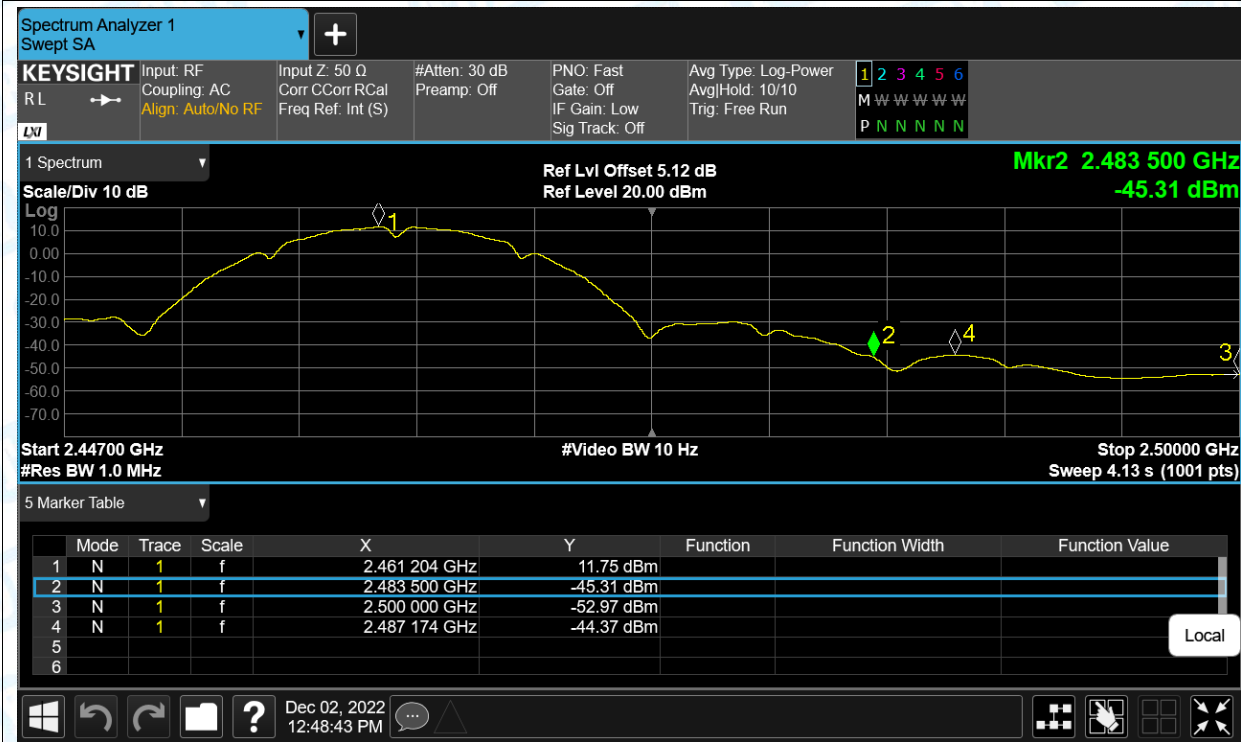 Spectrum Analyzer 1
Swept SA
+
KEYSIGHT
R L
LXI
Input: RF
Coupling: AC
Align: Auto/No RF
Input Z: 50 Ω
Corr CCorr RCal
Freq Ref: Int (S)
#Atten: 30 dB
Preamp: Off
PNO: Fast
Gate: Off
IF Gain: Low
Sig Track: Off
Avg Type: Log-Power
Avg|Hold: 10/10
Trig: Free Run
1 2 3 4 5 6
M W W W W W
P N N N N N
1 Spectrum
Scale/Div 10 dB
Ref Lvl Offset 5.12 dB
Ref Level 20.00 dBm
Mkr2 2.483 500 GHz
-45.31 dBm
Log
10.0
0.00
-10.0
-20.0
-30.0
-40.0
-50.0
-60.0
-70.0
1
2
4
3
Start 2.44700 GHz
#Res BW 1.0 MHz
#Video BW 10 Hz
Stop 2.50000 GHz
Sweep 4.13 s (1001 pts)
5 Marker Table
Mode Trace Scale X Y Function Function Width Function Value
1 N 1 f 2.461 204 GHz 11.75 dBm
2 N 1 f 2.483 500 GHz -45.31 dBm
3 N 1 f 2.500 000 GHz -52.97 dBm
4 N 1 f 2.487 174 GHz -44.37 dBm
5
6
Local
?
Dec 02, 2022
12:48:43 PM